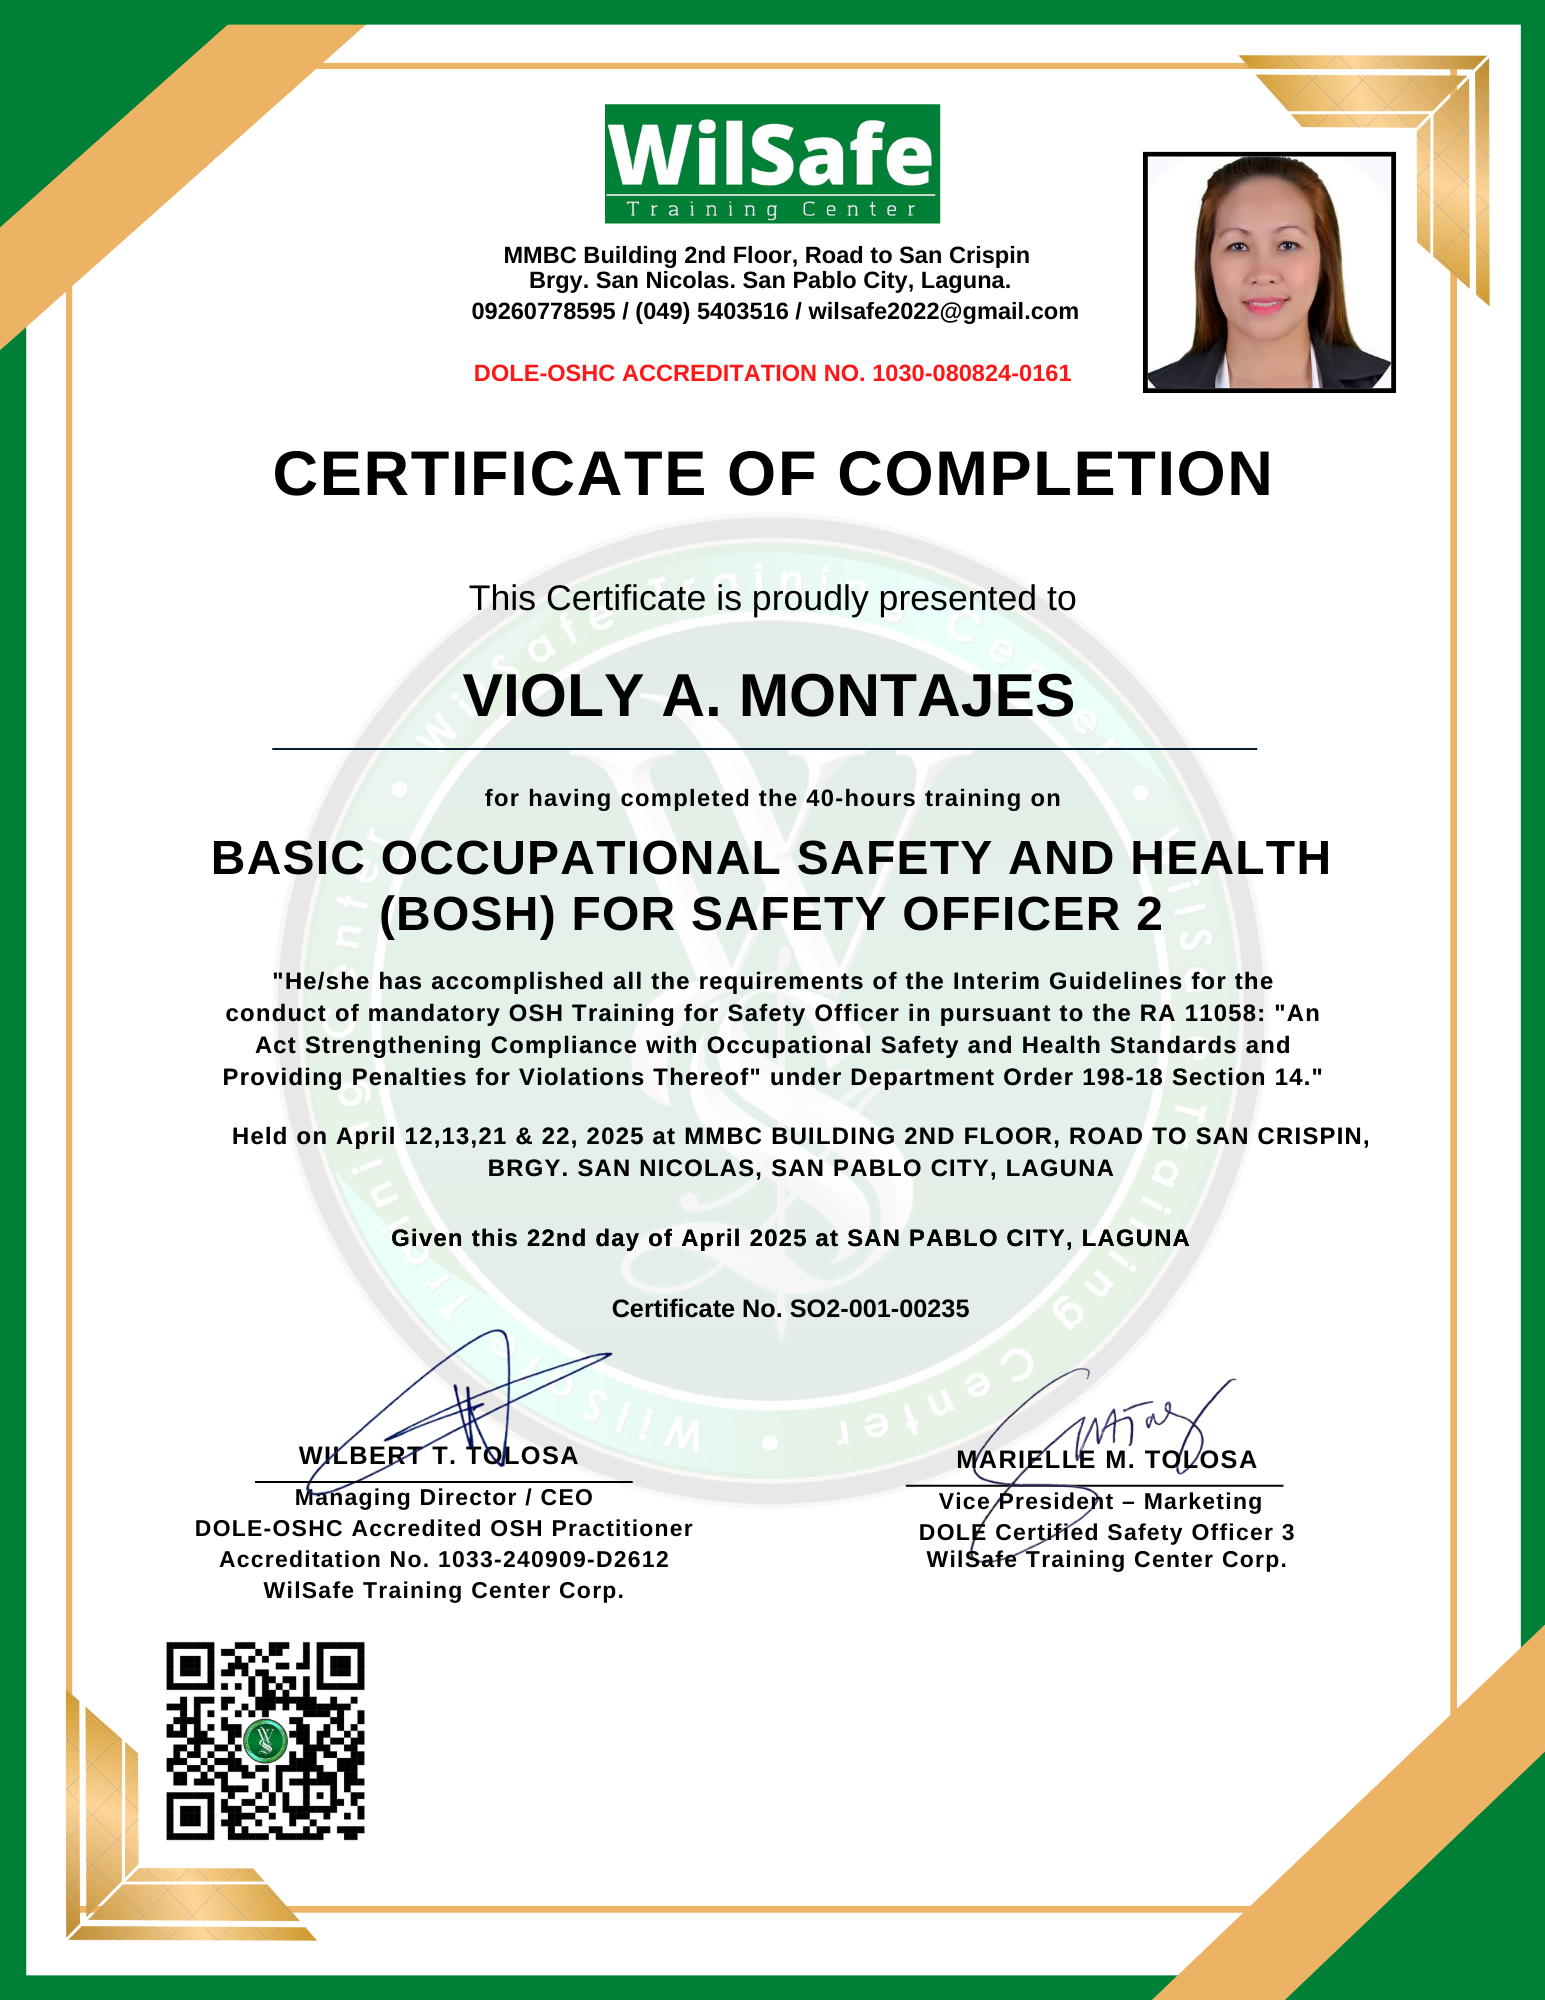 WilSafe
Training Center
MMBC Building 2nd Floor, Road to San Crispin
Brgy. San Nicolas. San Pablo City, Laguna.
09260778595 / (049) 5403516 / wilsafe2022@gmail.com
DOLE-OSHC ACCREDITATION NO. 1030-080824-0161
CERTIFICATE OF COMPLETION
This Certificate is proudly presented to
VIOLY A. MONTAJES
for having completed the 40-hours training on
BASIC OCCUPATIONAL SAFETY AND HEALTH
(BOSH) FOR SAFETY OFFICER 2
"He/she has accomplished all the requirements of the Interim Guidelines for the
conduct of mandatory OSH Training for Safety Officer in pursuant to the RA 11058: "An
Act Strengthening Compliance with Occupational Safety and Health Standards and
Providing Penalties for Violations Thereof" under Department Order 198-18 Section 14."
Held on April 12,13,21 & 22, 2025 at MMBC BUILDING 2ND FLOOR, ROAD TO SAN CRISPIN,
BRGY. SAN NICOLAS, SAN PABLO CITY, LAGUNA
Given this 22nd day of April 2025 at SAN PABLO CITY, LAGUNA
Certificate No. SO2-001-00235
WILBERT T. TOLOSA
Managing Director / CEO
DOLE-OSHC Accredited OSH Practitioner
Accreditation No. 1033-240909-D2612
WilSafe Training Center Corp.
MARIELLE M. TOLOSA
Vice President – Marketing
DOLE Certified Safety Officer 3
WilSafe Training Center Corp.
WilSafe Training Center • WilSafe Training Center • WilSafe Training Center •